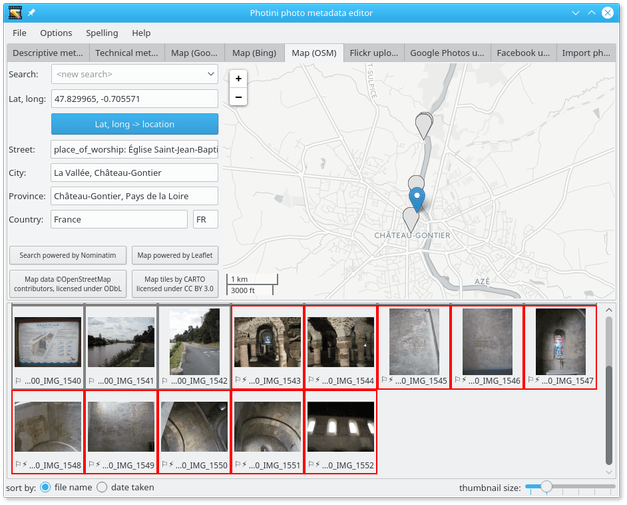 Photini photo metadata editor
File Options Spelling Help
Descriptive met... Technical met... Map (Goo... Map (Bing) Map (OSM) Flickr uplo... Google Photos u... Facebook u... Import ph...
Search: <new search>
Lat, long: 47.829965, -0.705571
Lat, long -> location
Street: place_of_worship: Église Saint-Jean-Bapti
City: La Vallée, Château-Gontier
Province: Château-Gontier, Pays de la Loire
Country: France FR
Search powered by Nominatim
Map powered by Leaflet
Map data ©OpenStreetMap
contributors, licensed under ODbL
Map tiles by CARTO
licensed under CC BY 3.0
+
−
T-SULPICE
CHÂTEAU-GONTIER
AZÉ
1 km
3000 ft
...00_IMG_1540 ...00_IMG_1541 ...00_IMG_1542 ...0_IMG_1543 ...0_IMG_1544 ...0_IMG_1545 ...0_IMG_1546 ...0_IMG_1547
...0_IMG_1548 ...0_IMG_1549 ...0_IMG_1550 ...0_IMG_1551 ...0_IMG_1552
sort by: file name date taken thumbnail size: